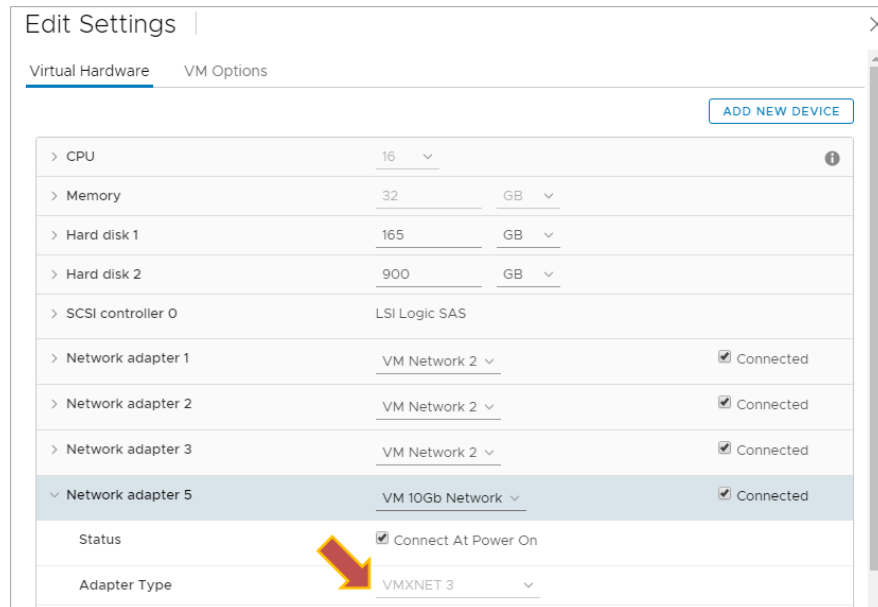 Edit Settings
Virtual Hardware VM Options
ADD NEW DEVICE
CPU 16
Memory 32 GB
Hard disk 1 165 GB
Hard disk 2 900 GB
SCSI controller 0 LSI Logic SAS
Network adapter 1 VM Network 2 Connected
Network adapter 2 VM Network 2 Connected
Network adapter 3 VM Network 2 Connected
Network adapter 5 VM 10Gb Network Connected
Status Connect At Power On
Adapter Type VMXNET 3